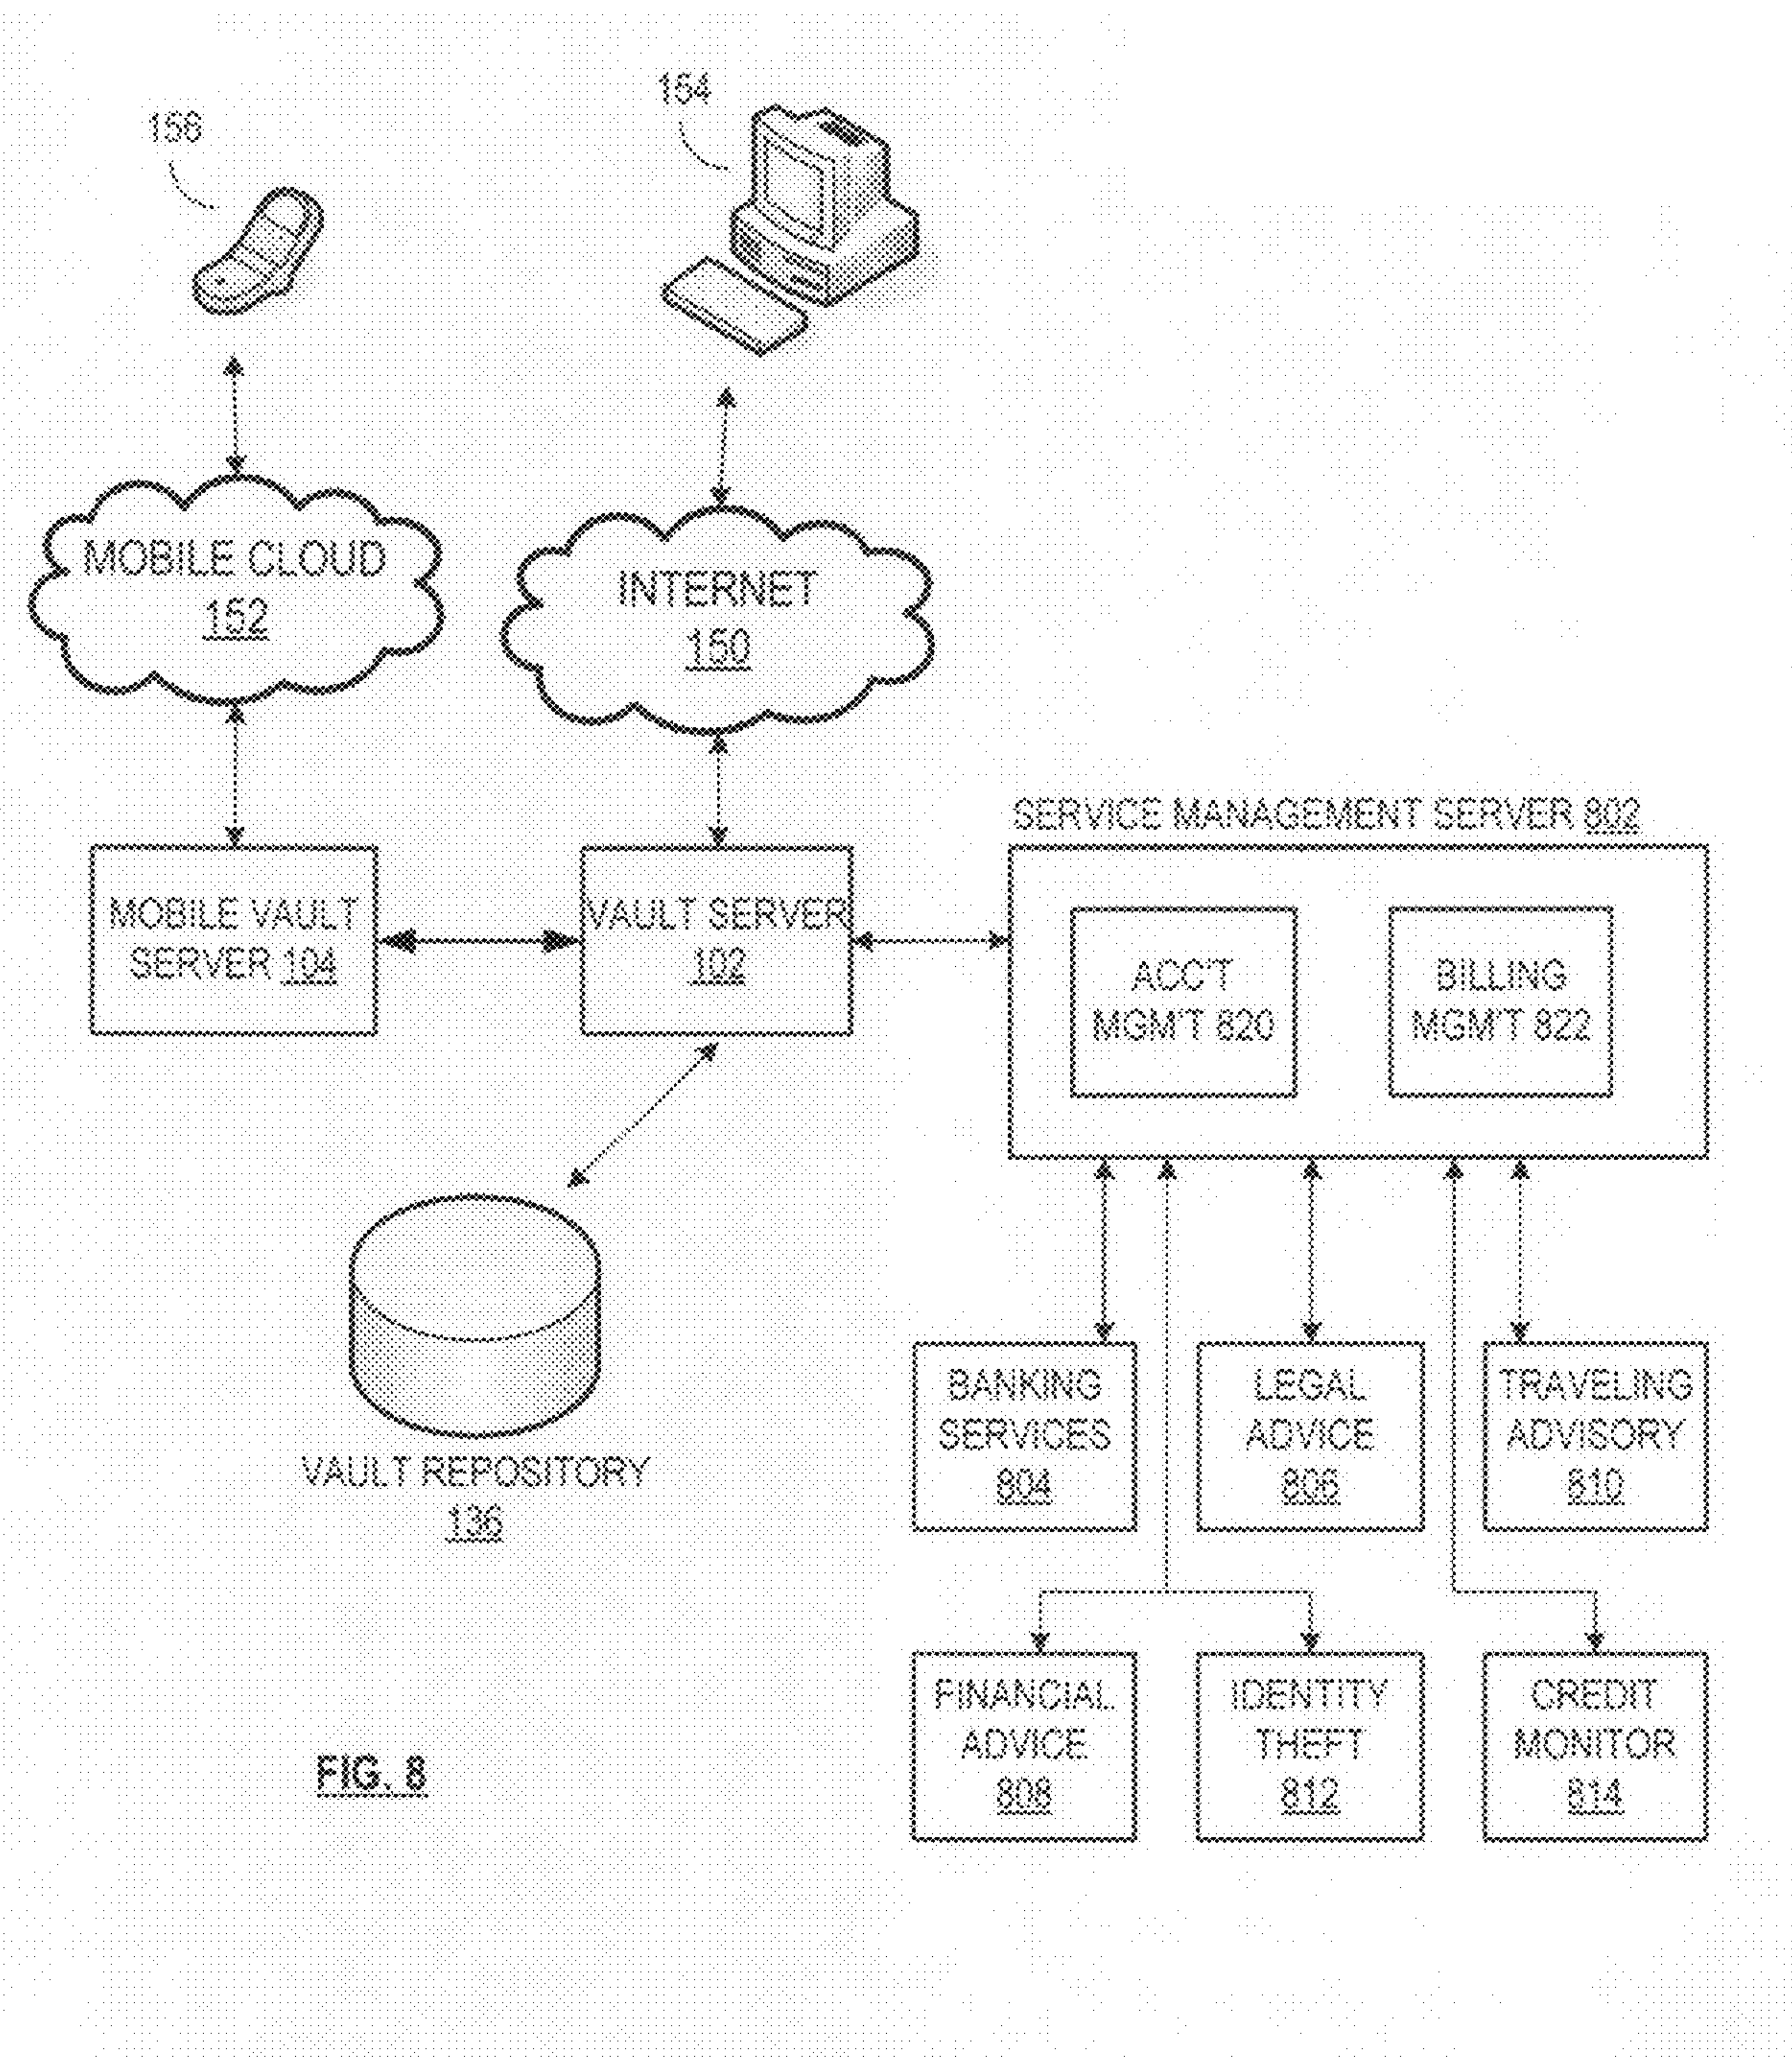 156
154
MOBILE CLOUD
152
INTERNET
150
SERVICE MANAGEMENT SERVER 802
MOBILE VAULT
SERVER 104
VAULT SERVER
102
ACC'T
MGM'T 820
BILLING
MGM'T 822
VAULT REPOSITORY
136
BANKING
SERVICES
804
LEGAL
ADVICE
806
TRAVELING
ADVISORY
810
FINANCIAL
ADVICE
808
IDENTITY
THEFT
812
CREDIT
MONITOR
814
FIG. 8